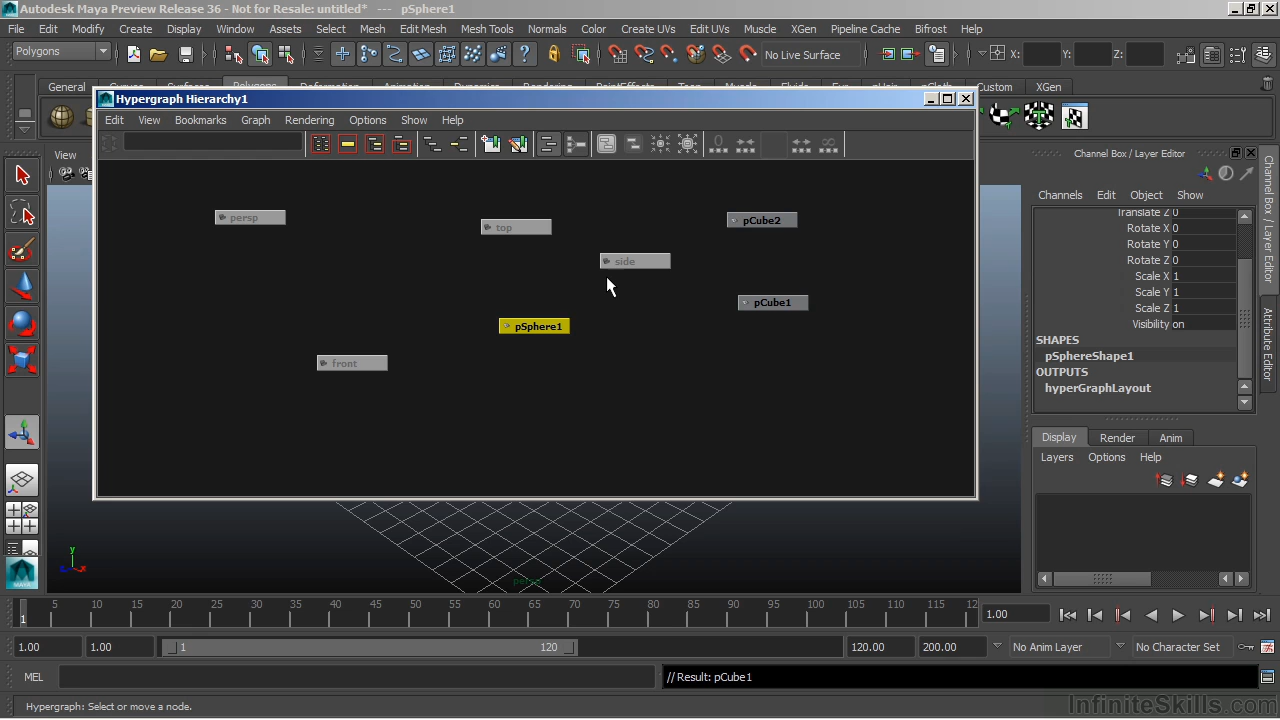 Autodesk Maya Preview Release 36 - Not for Resale: untitled* --- pSphere1
File Edit Modify Create Display Window Assets Select Mesh Edit Mesh Mesh Tools Normals Color Create UVs Edit UVs Muscle XGen Pipeline Cache Bifrost Help
Polygons No Live Surface X: Y: Z:
General Custom XGen
Hypergraph Hierarchy1
Edit View Bookmarks Graph Rendering Options Show Help
View
Channel Box / Layer Editor
Channels Edit Object Show
Translate Z 0
Rotate X 0
Rotate Y 0
Rotate Z 0
Scale X 1
Scale Y 1
Scale Z 1
Visibility on
SHAPES
pSphereShape1
OUTPUTS
hyperGraphLayout
Channel Box / Layer Editor
Attribute Editor
persp
top
pCube2
side
pCube1
pSphere1
front
Display Render Anim
Layers Options Help
y
persp
1 5 10 15 20 25 30 35 40 45 50 55 60 65 70 75 80 85 90 95 100 105 110 115 12
1.00
1.00 1.00 1 120 120.00 200.00 No Anim Layer No Character Set
MEL // Result: pCube1
Hypergraph: Select or move a node.
InfiniteSkills.com